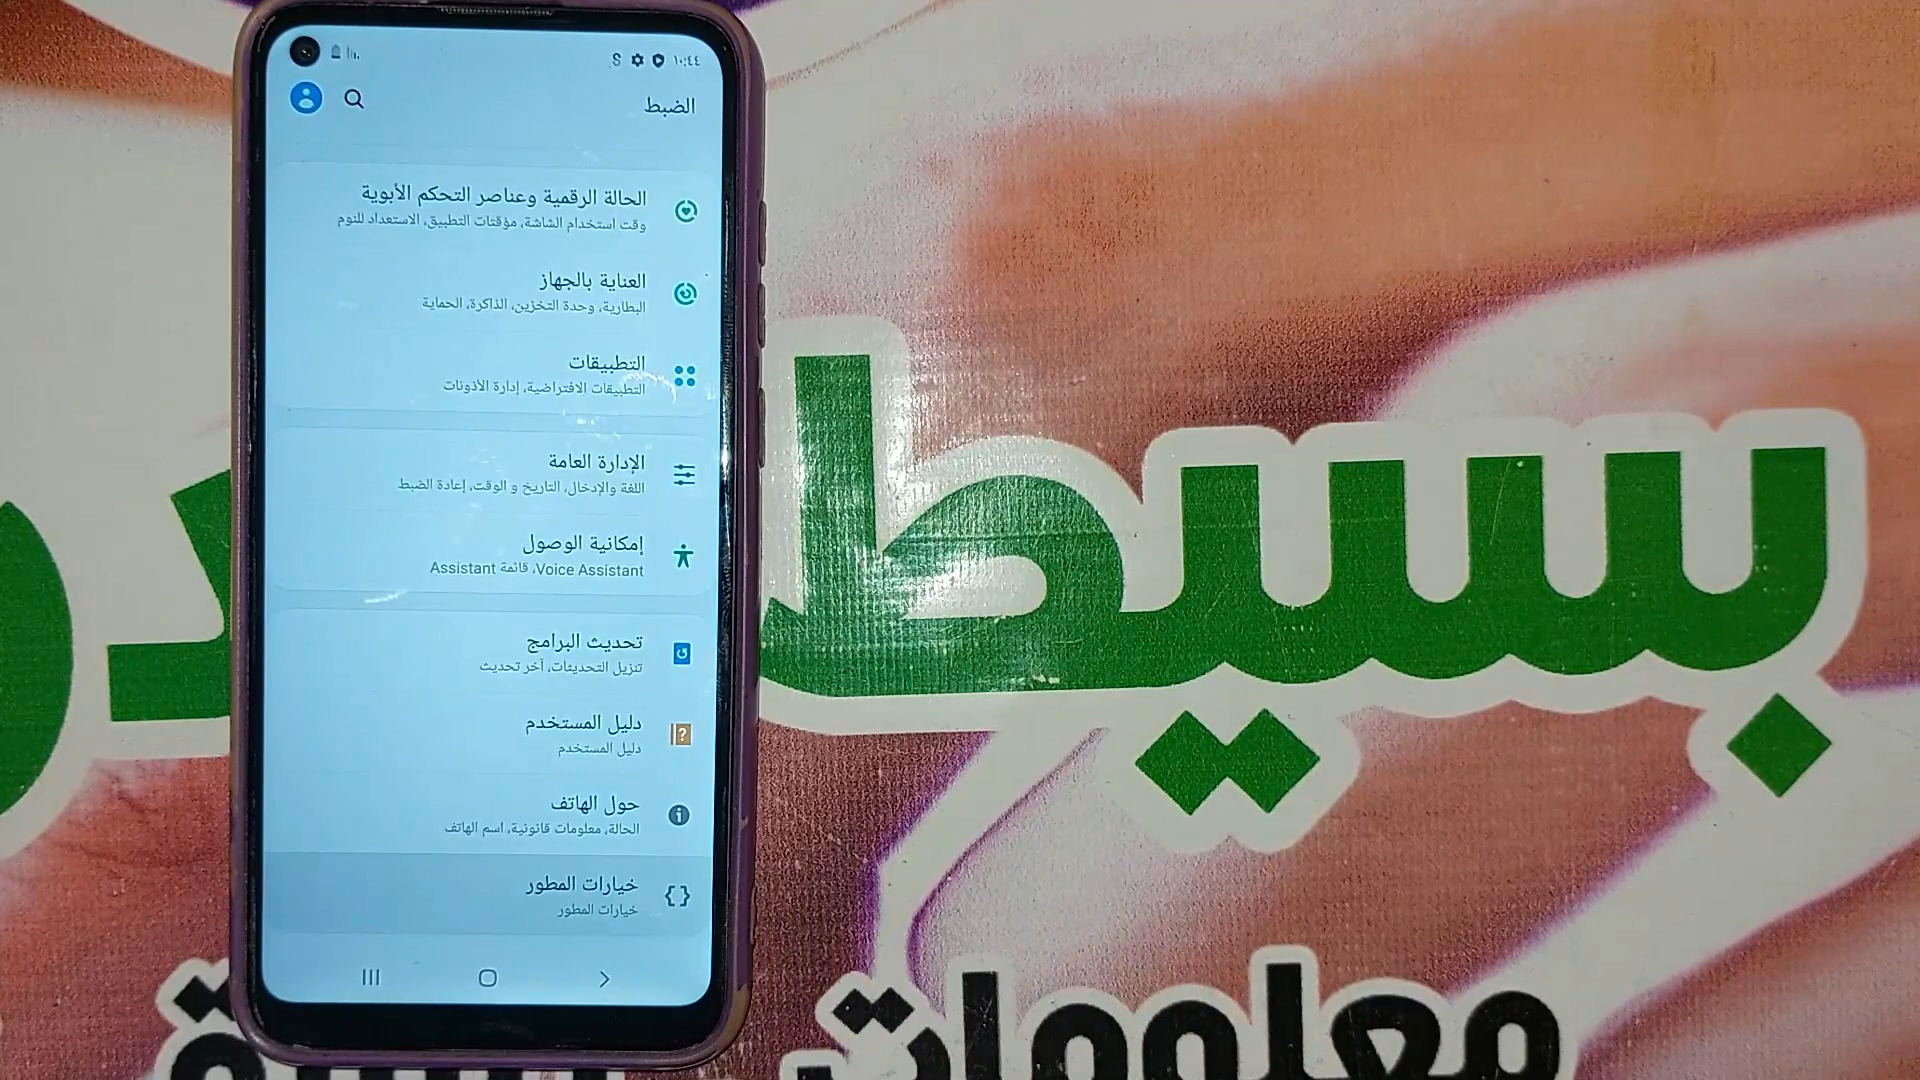 ١٠:٤٤
الضبط
الحالة الرقمية وعناصر التحكم الأبوية
وقت استخدام الشاشة، مؤقتات التطبيق، الاستعداد للنوم
العناية بالجهاز
البطارية، وحدة التخزين، الذاكرة، الحماية
التطبيقات
التطبيقات الافتراضية، إدارة الأذونات
الإدارة العامة
اللغة والإدخال، التاريخ و الوقت، إعادة الضبط
إمكانية الوصول
Voice Assistant، قائمة Assistant
تحديث البرامج
تنزيل التحديثات، آخر تحديث
دليل المستخدم
دليل المستخدم
حول الهاتف
الحالة، معلومات قانونية، اسم الهاتف
خيارات المطور
خيارات المطور
بسيط
معلومات